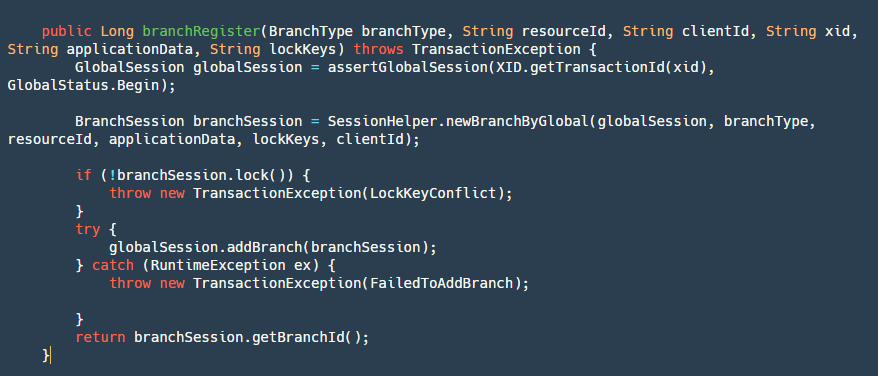 public Long branchRegister(BranchType branchType, String resourceId, String clientId, String xid,
String applicationData, String lockKeys) throws TransactionException {
        GlobalSession globalSession = assertGlobalSession(XID.getTransactionId(xid),
GlobalStatus.Begin);

        BranchSession branchSession = SessionHelper.newBranchByGlobal(globalSession, branchType,
resourceId, applicationData, lockKeys, clientId);

        if (!branchSession.lock()) {
            throw new TransactionException(LockKeyConflict);
        }
        try {
            globalSession.addBranch(branchSession);
        } catch (RuntimeException ex) {
            throw new TransactionException(FailedToAddBranch);

        }
        return branchSession.getBranchId();
    }